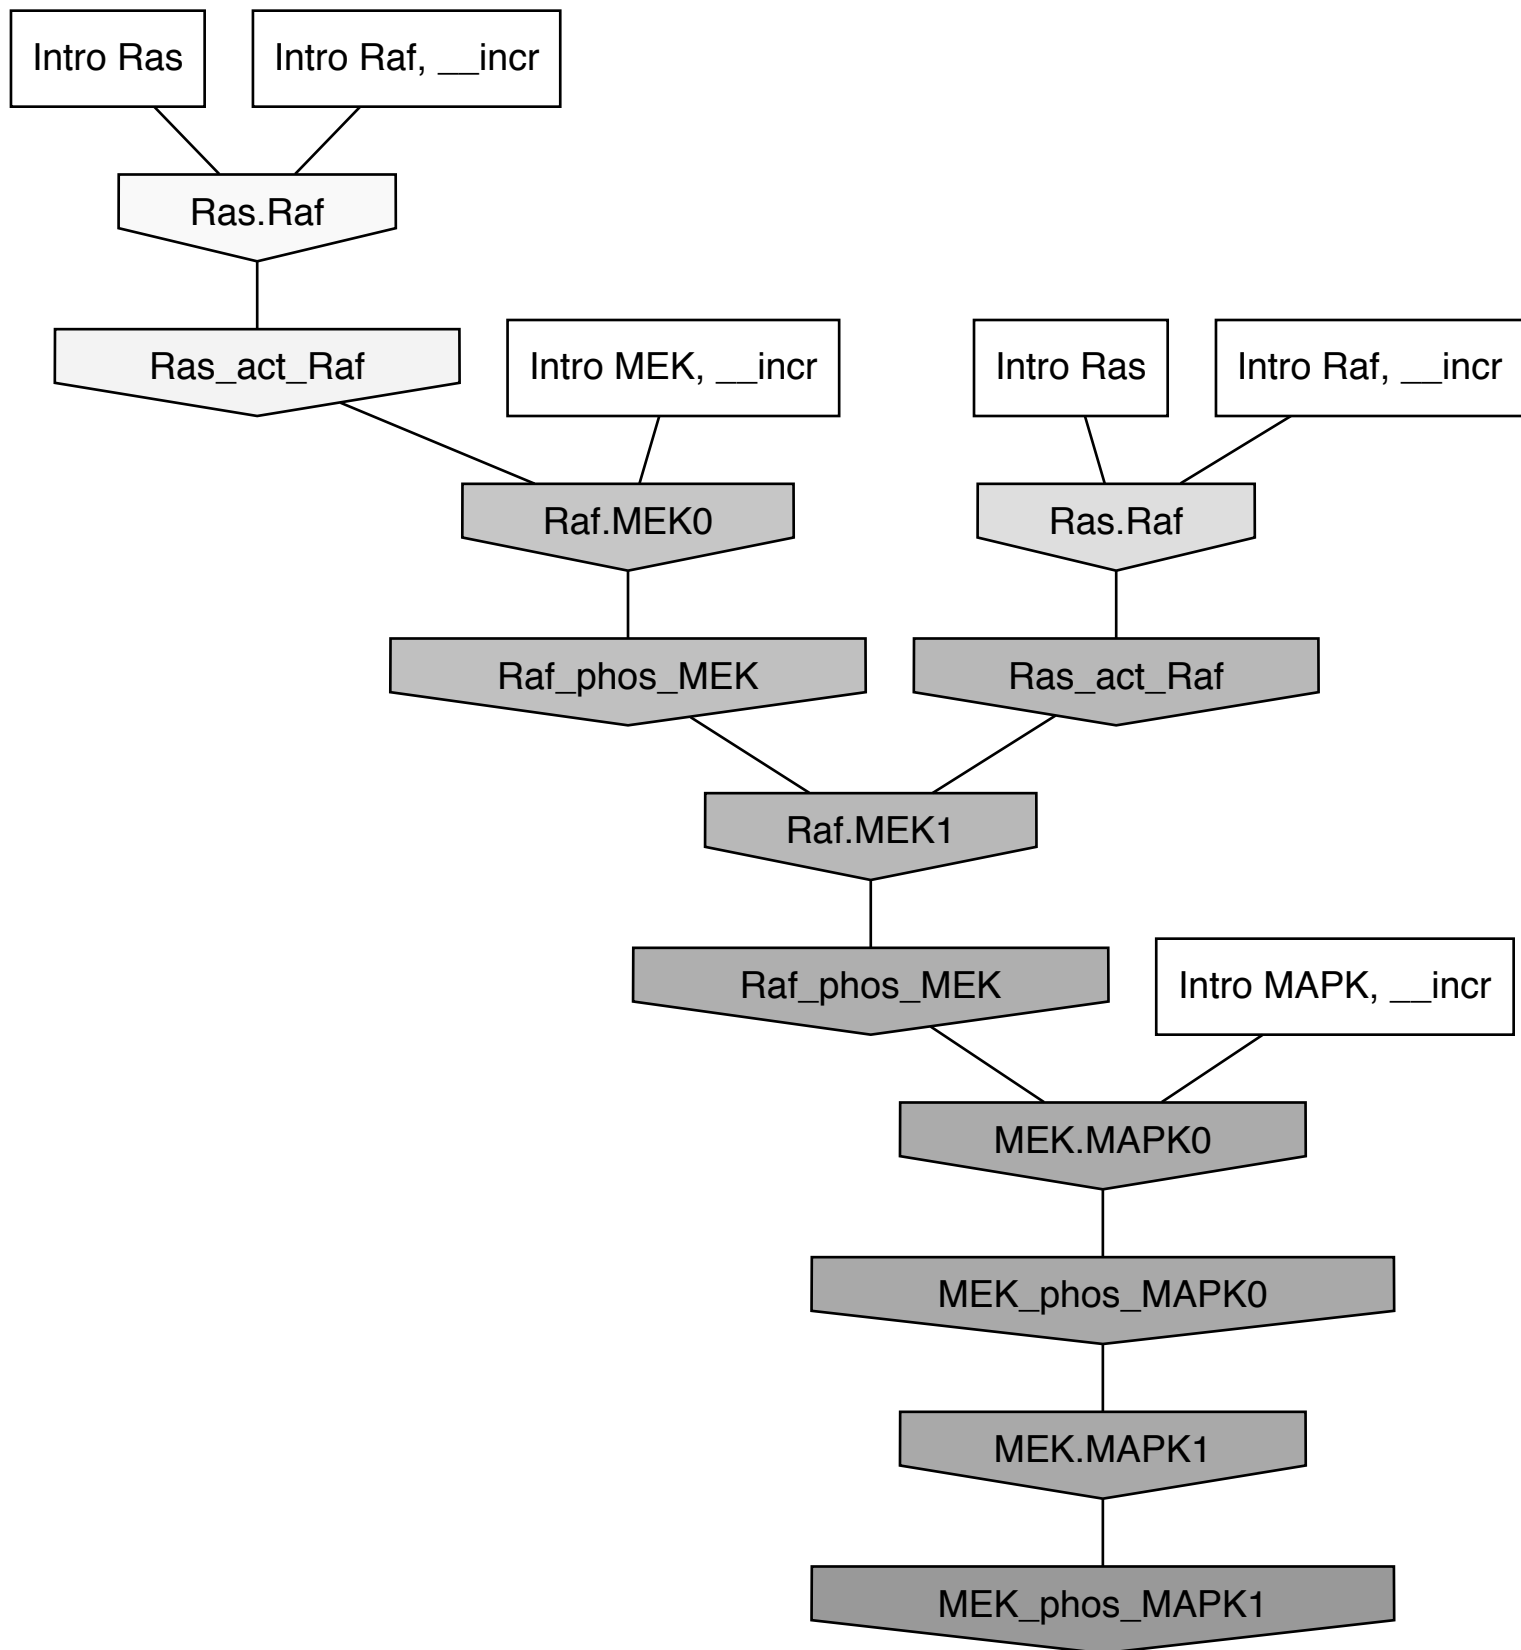 Intro Ras
Intro Raf, __incr
Ras.Raf
Ras_act_Raf
Intro MEK, __incr
Intro Ras
Intro Raf, __incr
Raf.MEK0
Ras.Raf
Raf_phos_MEK
Ras_act_Raf
Raf.MEK1
Raf_phos_MEK
Intro MAPK, __incr
MEK.MAPK0
MEK_phos_MAPK0
MEK.MAPK1
MEK_phos_MAPK1